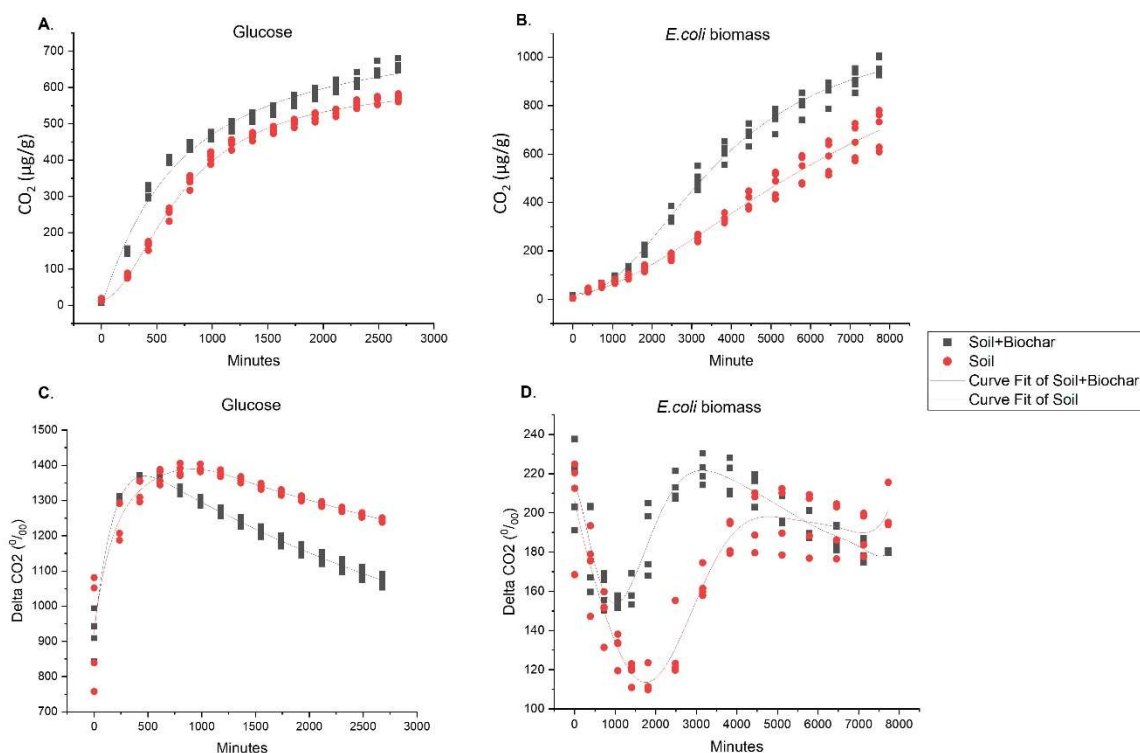 A.
Glucose
CO2 (µg/g)
700
600
500
400
300
200
100
0
0 500 1000 1500 2000 2500 3000
Minutes
B.
E.coli biomass
CO2 (µg/g)
1000
800
600
400
200
0
0 1000 2000 3000 4000 5000 6000 7000 8000
Minute
Soil+Biochar
Soil
Curve Fit of Soil+Biochar
Curve Fit of Soil
C.
Glucose
Delta CO2 (0/00)
1500
1400
1300
1200
1100
1000
900
800
700
0 500 1000 1500 2000 2500 3000
Minutes
D.
E.coli biomass
Delta CO2 (0/00)
240
220
200
180
160
140
120
100
0 1000 2000 3000 4000 5000 6000 7000 8000
Minutes